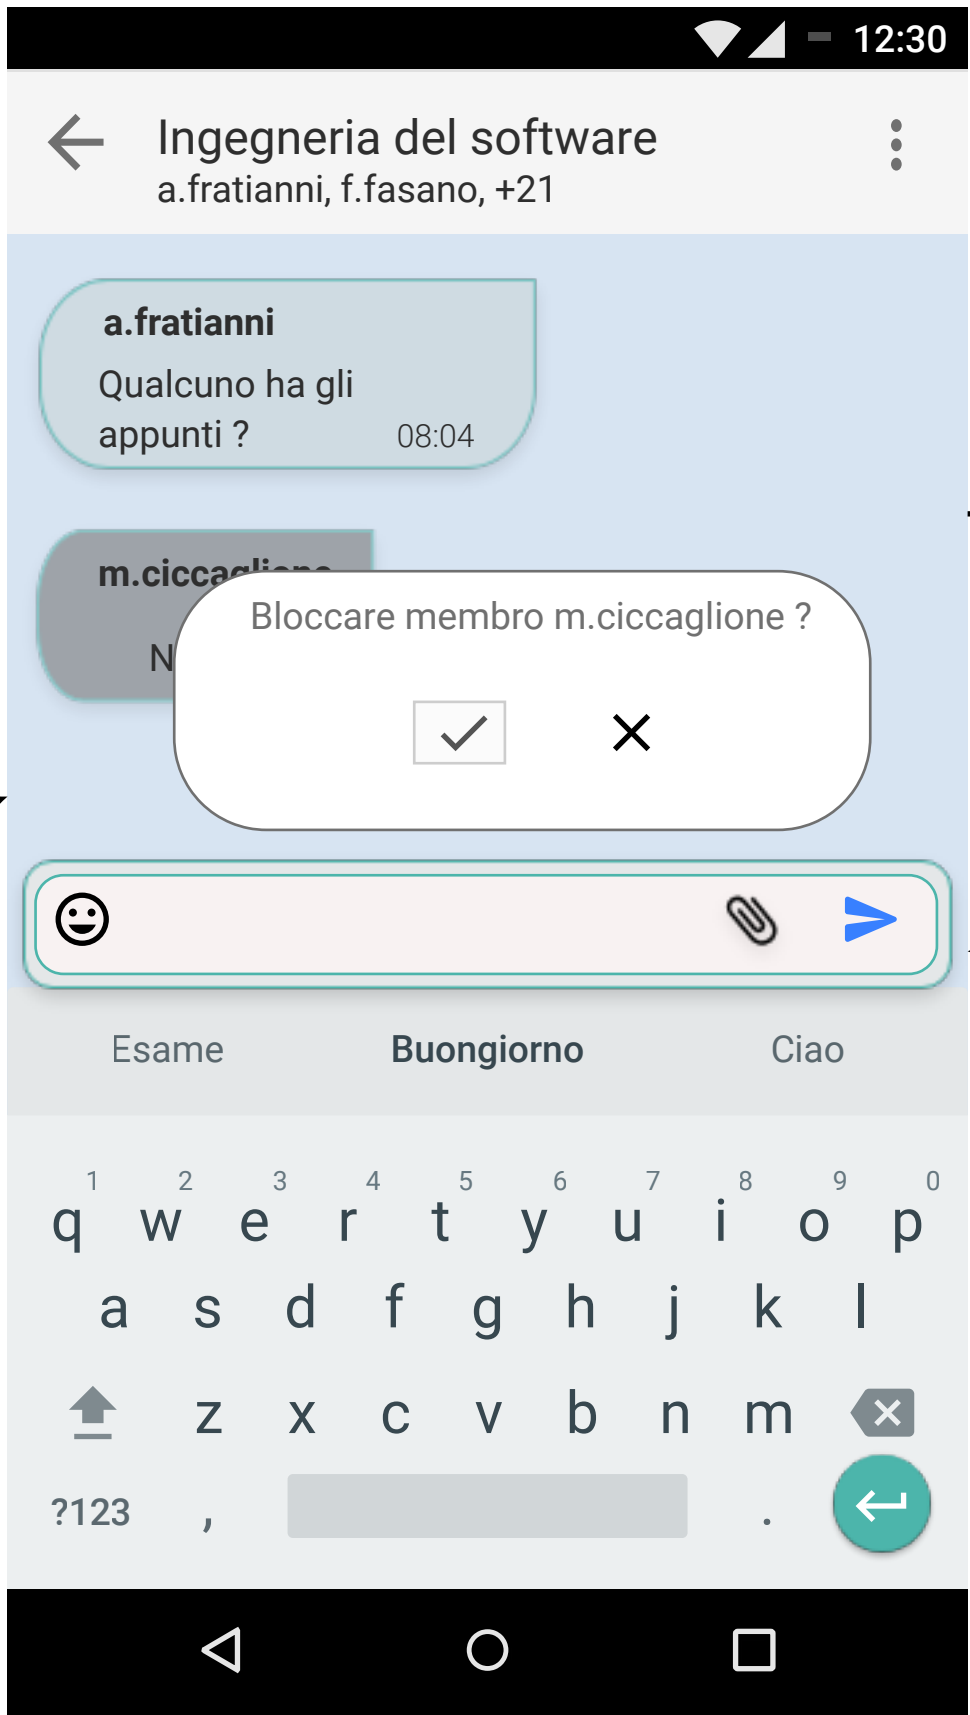 12:30
Ingegneria del software
a.fratianni, f.fasano, +21
a.fratianni
Qualcuno ha gli
appunti ? 08:04
m.ciccaglione
N
Bloccare membro m.ciccaglione ?
Esame Buongiorno Ciao
1 2 3 4 5 6 7 8 9 0
q w e r t y u i o p
a s d f g h j k l
z x c v b n m
?123 , .